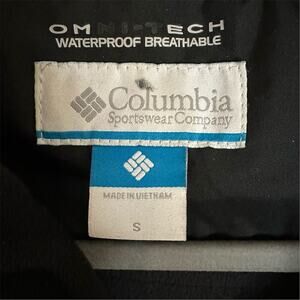 OMNI-TECH
WATERPROOF BREATHABLE
Columbia
Sportswear Company
MADE IN VIETNAM
S